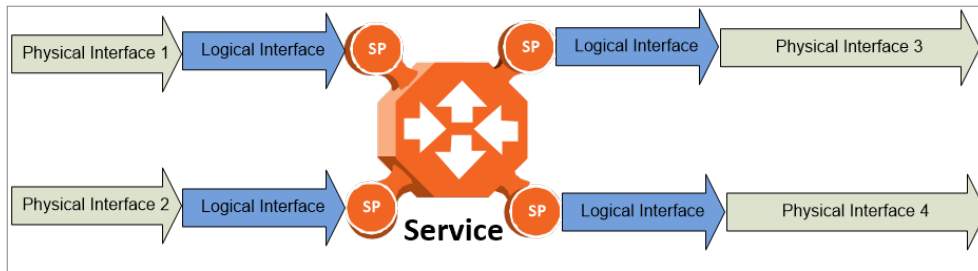 Physical Interface 1
Logical Interface
SP
SP
Logical Interface
Physical Interface 3
Physical Interface 2
Logical Interface
SP
SP
Logical Interface
Physical Interface 4
Service